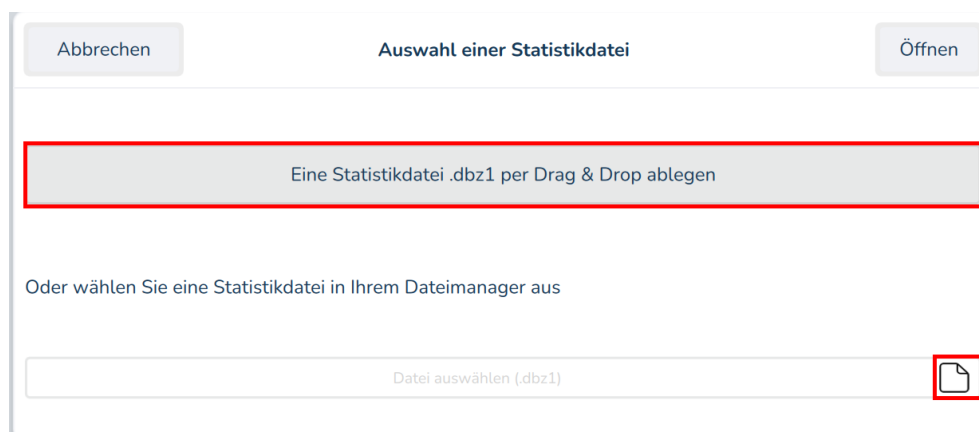 Abbrechen
Auswahl einer Statistikdatei
Öffnen
Eine Statistikdatei .dbz1 per Drag & Drop ablegen
Oder wählen Sie eine Statistikdatei in Ihrem Dateimanager aus
Datei auswählen (.dbz1)